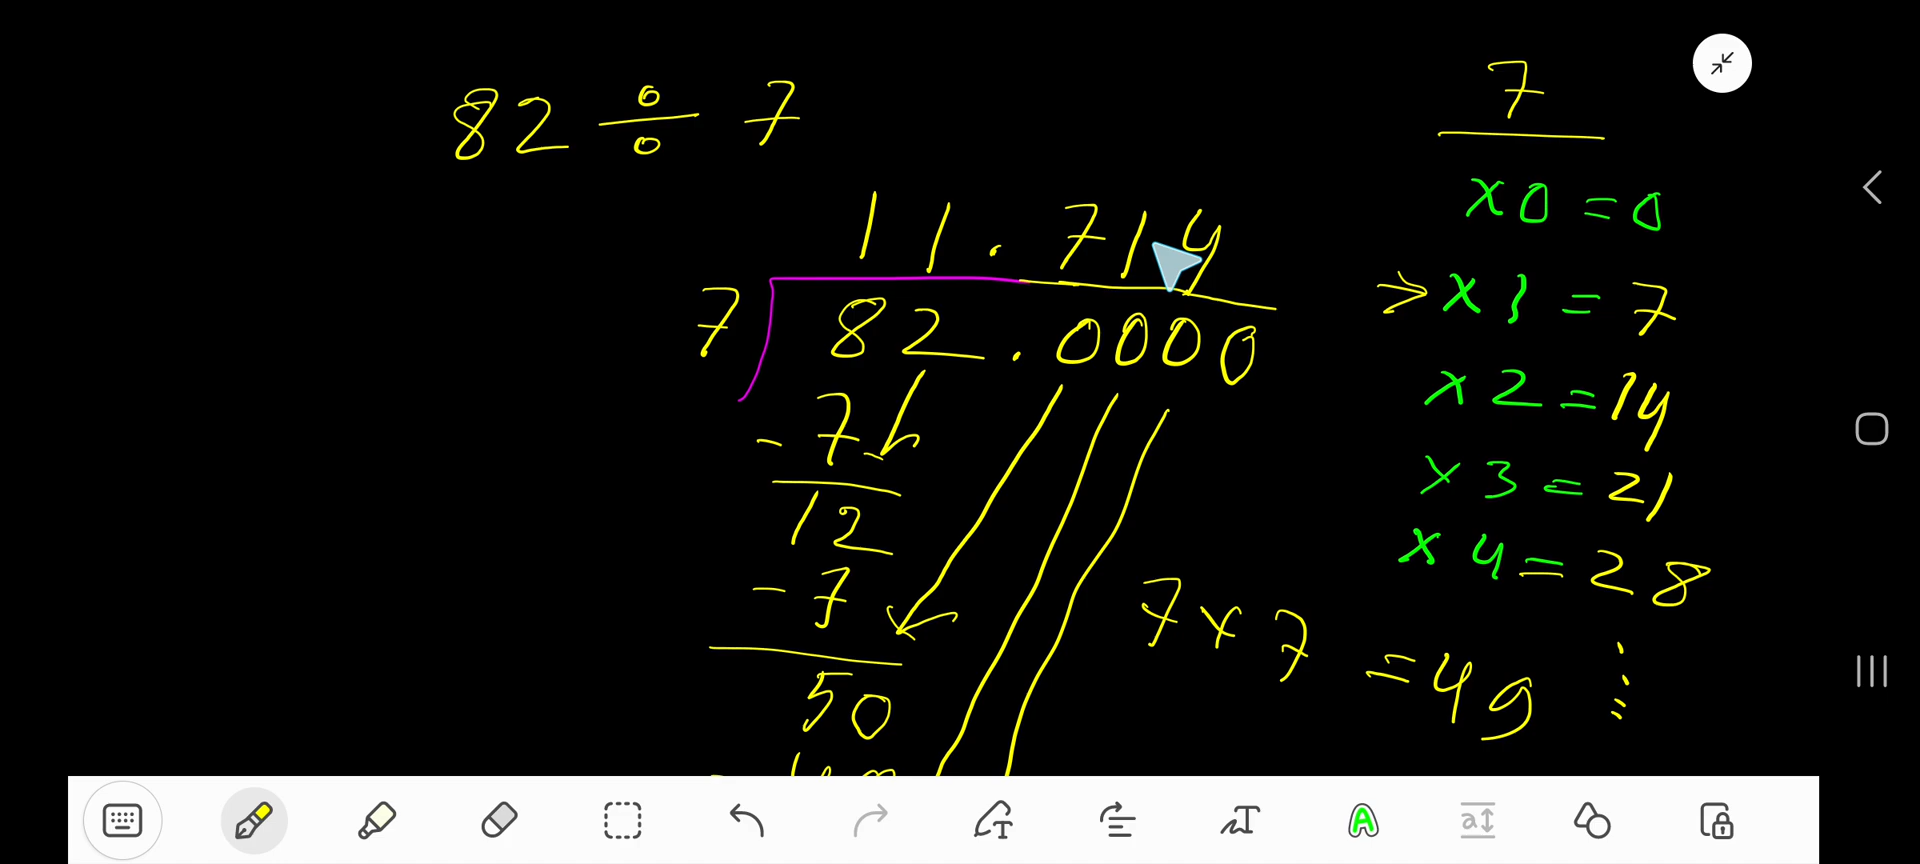 82 ÷ 7
11.714
7 82.0000
- 7
12
- 7
50
7
x0 = 0
⇒ x1 = 7
x2 = 14
x3 = 21
x4 = 28
7x7 = 49
T
T
A
a